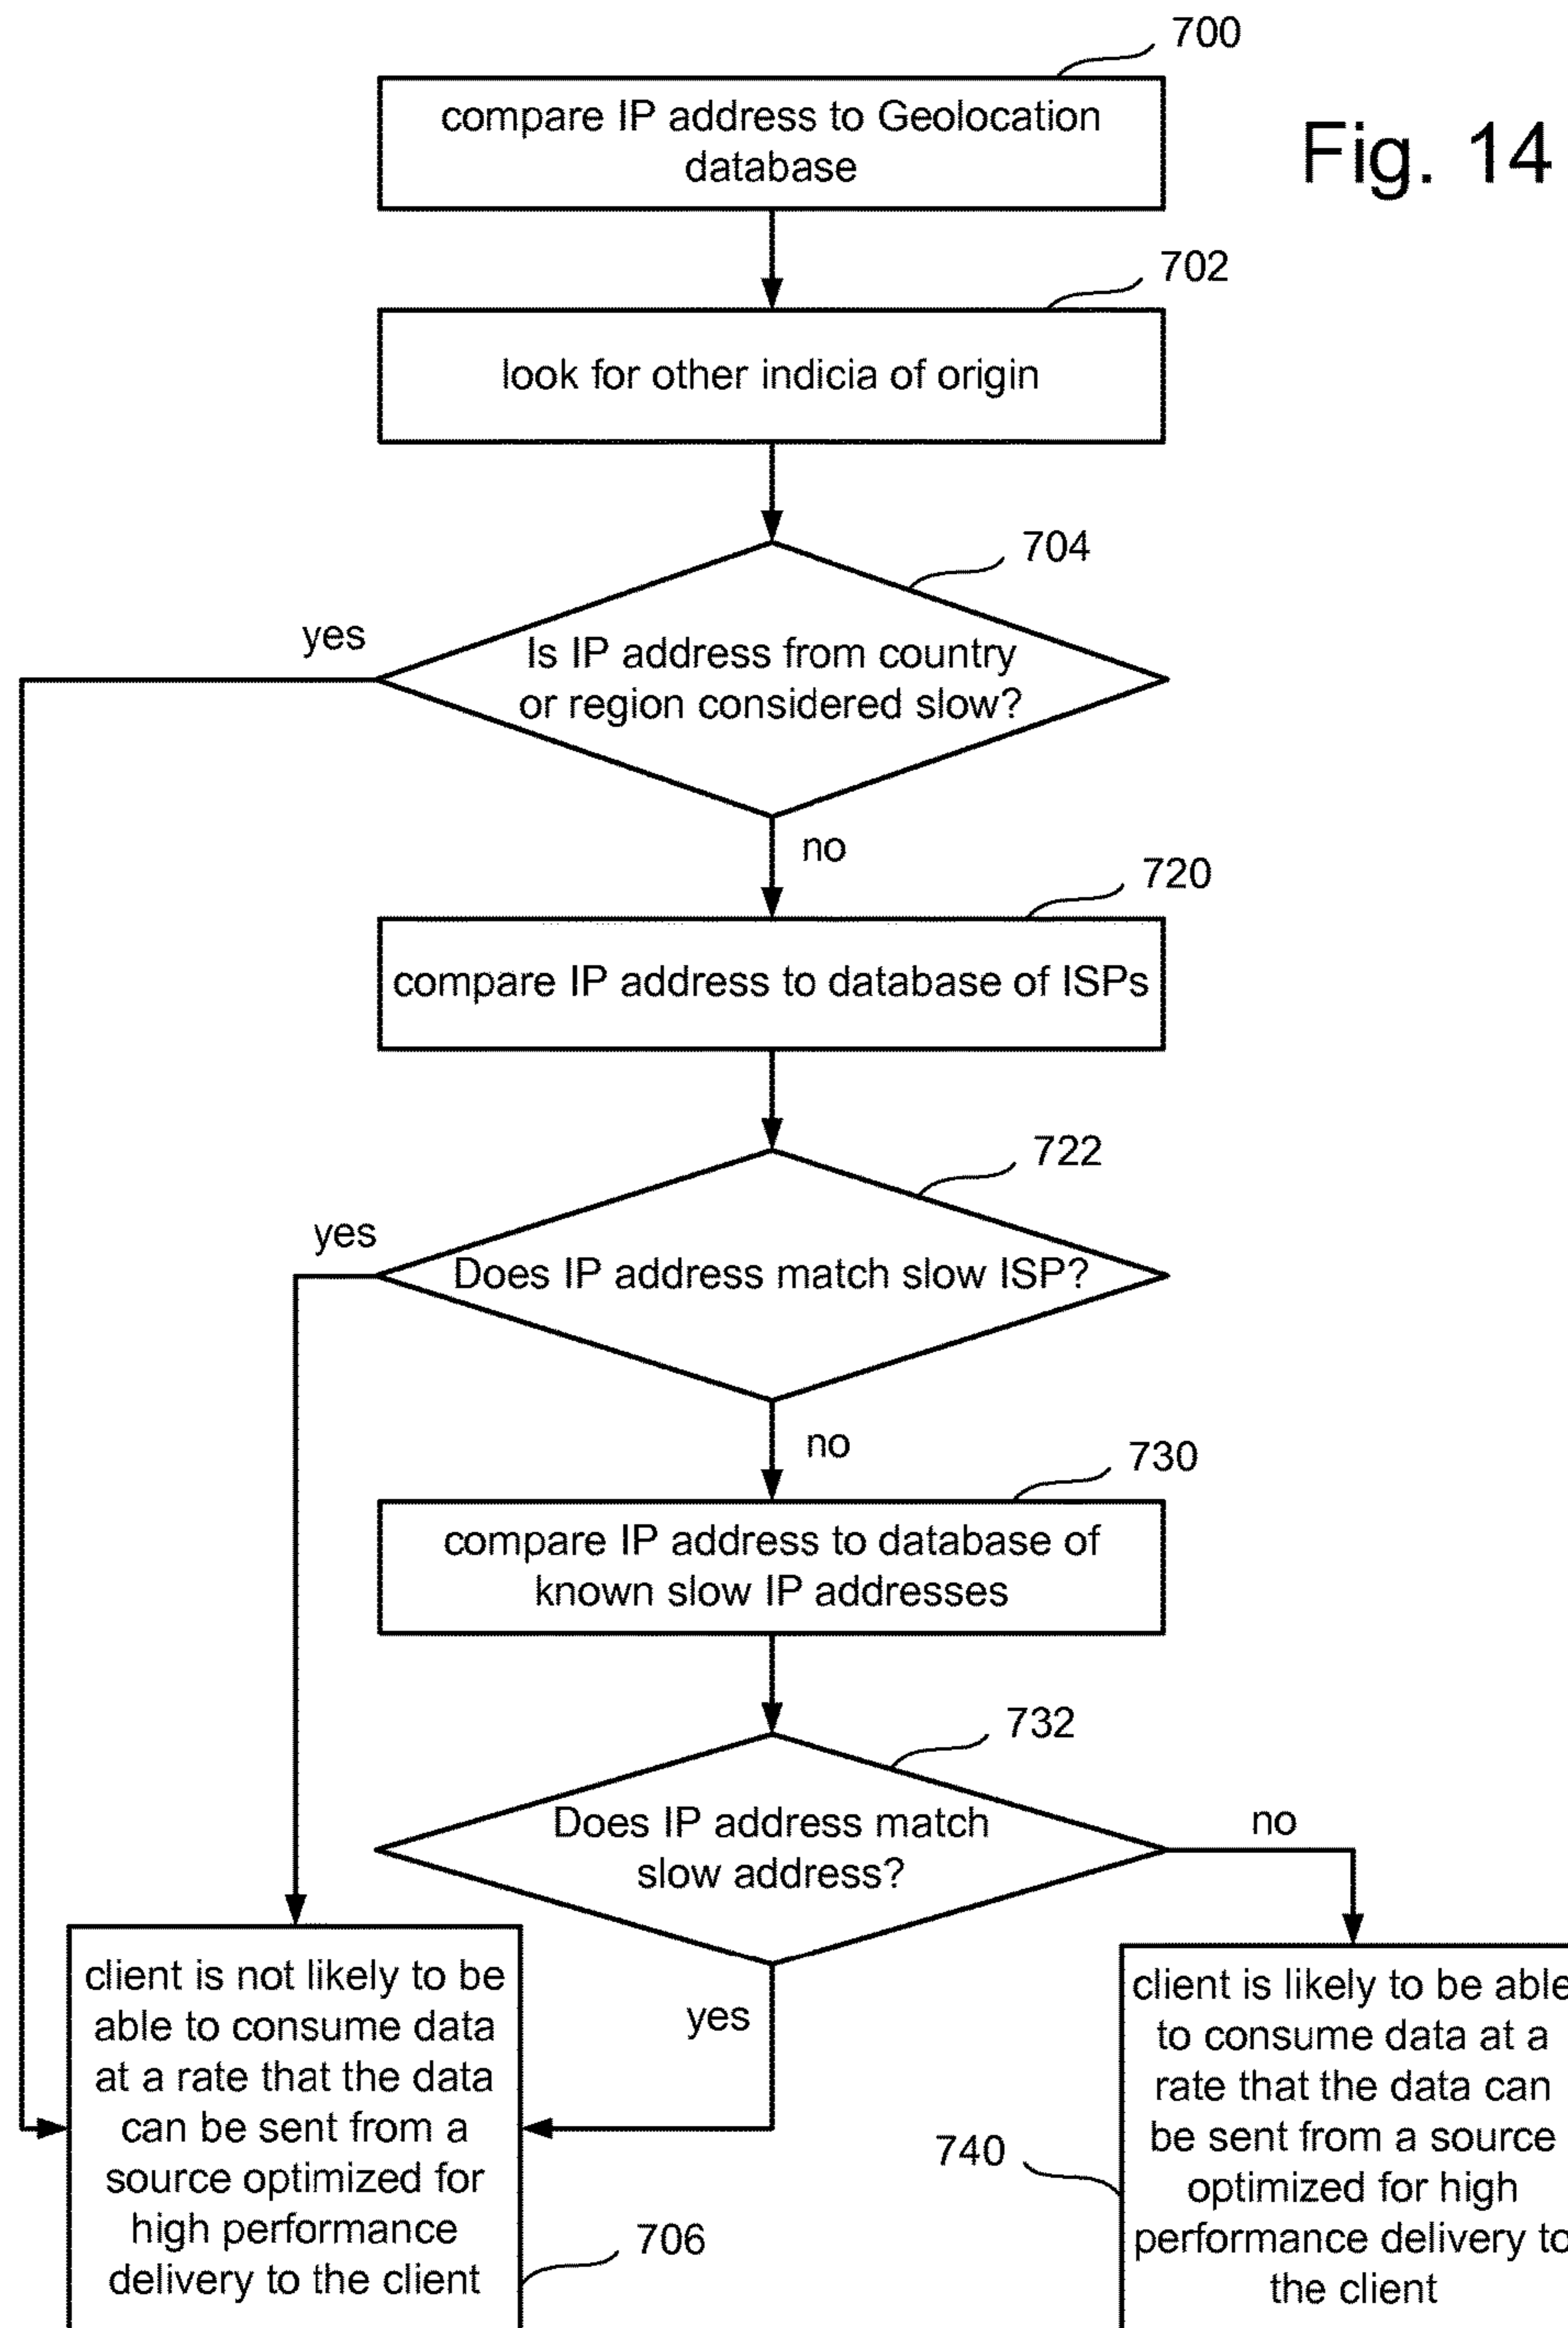 700
compare IP address to Geolocation
database
Fig. 14
702
look for other indicia of origin
704
yes
Is IP address from country
or region considered slow?
no
720
compare IP address to database of ISPs
722
yes
Does IP address match slow ISP?
no
730
compare IP address to database of
known slow IP addresses
732
Does IP address match
slow address?
no
yes
client is not likely to be
able to consume data
at a rate that the data
can be sent from a
source optimized for
high performance
delivery to the client
706
client is likely to be able
to consume data at a
rate that the data can
be sent from a source
optimized for high
performance delivery to
the client
740